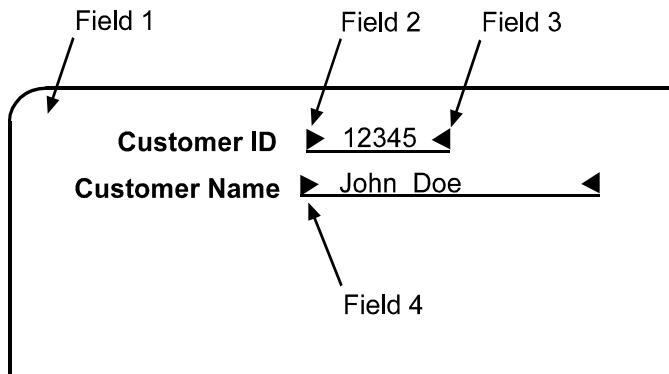 Field 1 Field 2 Field 3
Customer ID 12345
Customer Name John Doe
Field 4